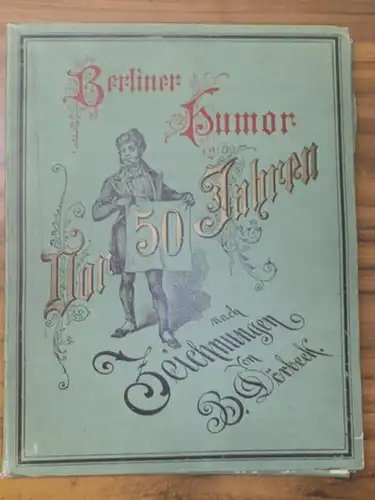 Berliner
Humor
Vor 50 Jahren
nach
Zeichnungen
von
B. Dörbeck.